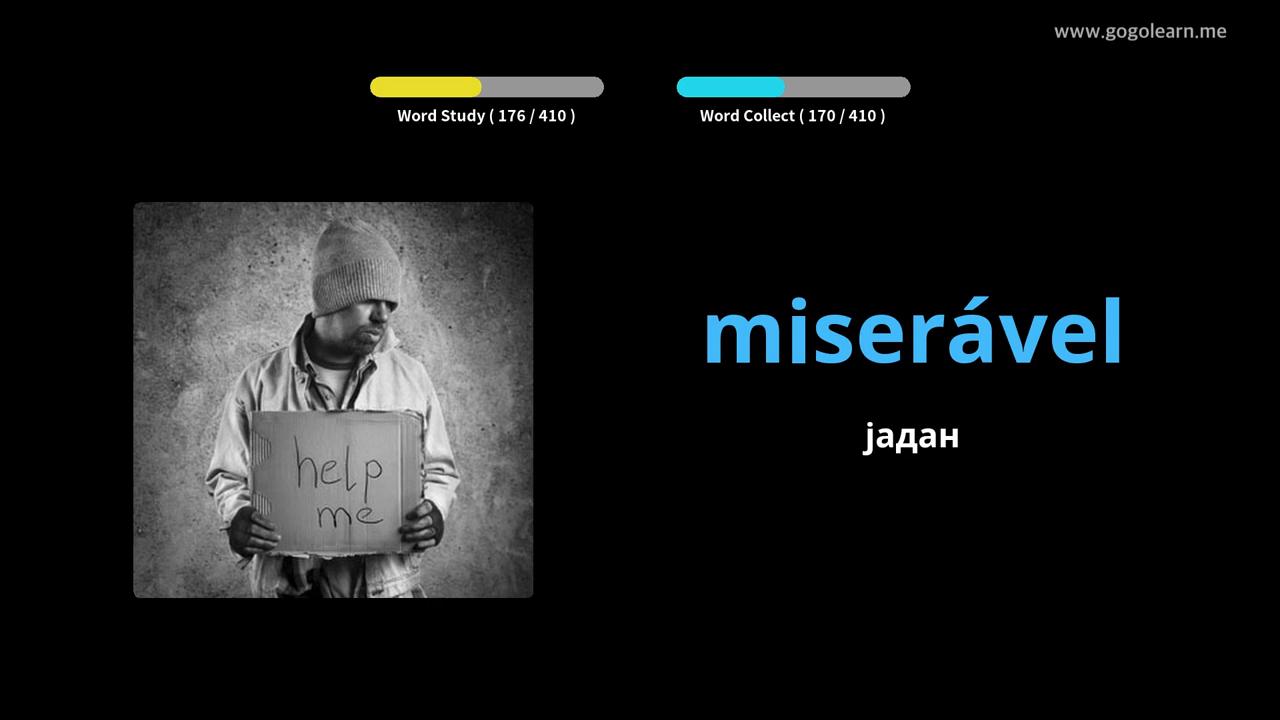 www.gogolearn.me
Word Study ( 176 / 410 )
Word Collect ( 170 / 410 )
help
me
miserável
јадан